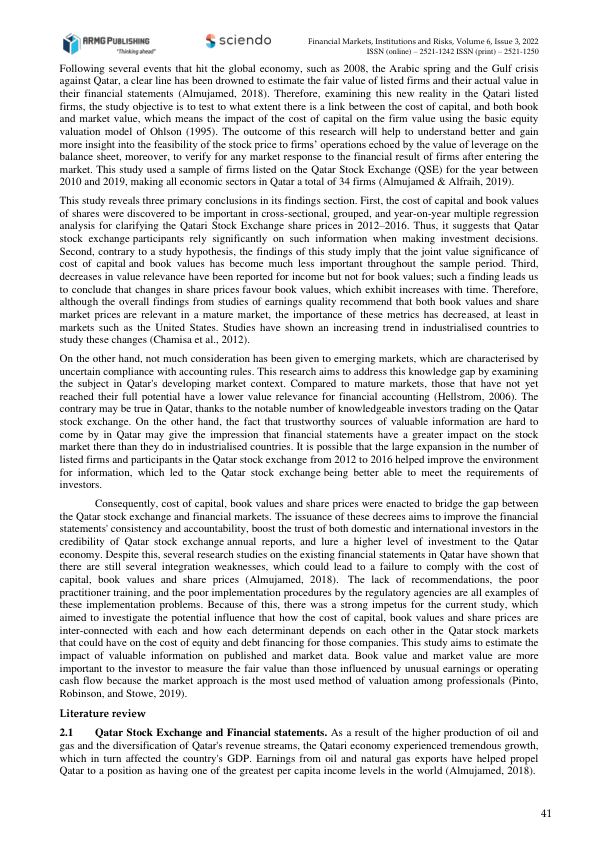 ARMG PUBLISHING
"Thinking ahead"
sciendo
Financial Markets, Institutions and Risks, Volume 6, Issue 3, 2022
ISSN (online) – 2521-1242 ISSN (print) – 2521-1250
Following several events that hit the global economy, such as 2008, the Arabic spring and the Gulf crisis
against Qatar, a clear line has been drowned to estimate the fair value of listed firms and their actual value in
their financial statements (Almujamed, 2018). Therefore, examining this new reality in the Qatari listed
firms, the study objective is to test to what extent there is a link between the cost of capital, and both book
and market value, which means the impact of the cost of capital on the firm value using the basic equity
valuation model of Ohlson (1995). The outcome of this research will help to understand better and gain
more insight into the feasibility of the stock price to firms' operations echoed by the value of leverage on the
balance sheet, moreover, to verify for any market response to the financial result of firms after entering the
market. This study used a sample of firms listed on the Qatar Stock Exchange (QSE) for the year between
2010 and 2019, making all economic sectors in Qatar a total of 34 firms (Almujamed & Alfraih, 2019).
This study reveals three primary conclusions in its findings section. First, the cost of capital and book values
of shares were discovered to be important in cross-sectional, grouped, and year-on-year multiple regression
analysis for clarifying the Qatari Stock Exchange share prices in 2012–2016. Thus, it suggests that Qatar
stock exchange participants rely significantly on such information when making investment decisions.
Second, contrary to a study hypothesis, the findings of this study imply that the joint value significance of
cost of capital and book values has become much less important throughout the sample period. Third,
decreases in value relevance have been reported for income but not for book values; such a finding leads us
to conclude that changes in share prices favour book values, which exhibit increases with time. Therefore,
although the overall findings from studies of earnings quality recommend that both book values and share
market prices are relevant in a mature market, the importance of these metrics has decreased, at least in
markets such as the United States. Studies have shown an increasing trend in industrialised countries to
study these changes (Chamisa et al., 2012).
On the other hand, not much consideration has been given to emerging markets, which are characterised by
uncertain compliance with accounting rules. This research aims to address this knowledge gap by examining
the subject in Qatar's developing market context. Compared to mature markets, those that have not yet
reached their full potential have a lower value relevance for financial accounting (Hellstrom, 2006). The
contrary may be true in Qatar, thanks to the notable number of knowledgeable investors trading on the Qatar
stock exchange. On the other hand, the fact that trustworthy sources of valuable information are hard to
come by in Qatar may give the impression that financial statements have a greater impact on the stock
market there than they do in industrialised countries. It is possible that the large expansion in the number of
listed firms and participants in the Qatar stock exchange from 2012 to 2016 helped improve the environment
for information, which led to the Qatar stock exchange being better able to meet the requirements of
investors.
Consequently, cost of capital, book values and share prices were enacted to bridge the gap between
the Qatar stock exchange and financial markets. The issuance of these decrees aims to improve the financial
statements' consistency and accountability, boost the trust of both domestic and international investors in the
credibility of Qatar stock exchange annual reports, and lure a higher level of investment to the Qatar
economy. Despite this, several research studies on the existing financial statements in Qatar have shown that
there are still several integration weaknesses, which could lead to a failure to comply with the cost of
capital, book values and share prices (Almujamed, 2018). The lack of recommendations, the poor
practitioner training, and the poor implementation procedures by the regulatory agencies are all examples of
these implementation problems. Because of this, there was a strong impetus for the current study, which
aimed to investigate the potential influence that how the cost of capital, book values and share prices are
inter-connected with each and how each determinant depends on each other in the Qatar stock markets
that could have on the cost of equity and debt financing for those companies. This study aims to estimate the
impact of valuable information on published and market data. Book value and market value are more
important to the investor to measure the fair value than those influenced by unusual earnings or operating
cash flow because the market approach is the most used method of valuation among professionals (Pinto,
Robinson, and Stowe, 2019).
Literature review
2.1 Qatar Stock Exchange and Financial statements. As a result of the higher production of oil and
gas and the diversification of Qatar's revenue streams, the Qatari economy experienced tremendous growth,
which in turn affected the country's GDP. Earnings from oil and natural gas exports have helped propel
Qatar to a position as having one of the greatest per capita income levels in the world (Almujamed, 2018).
41